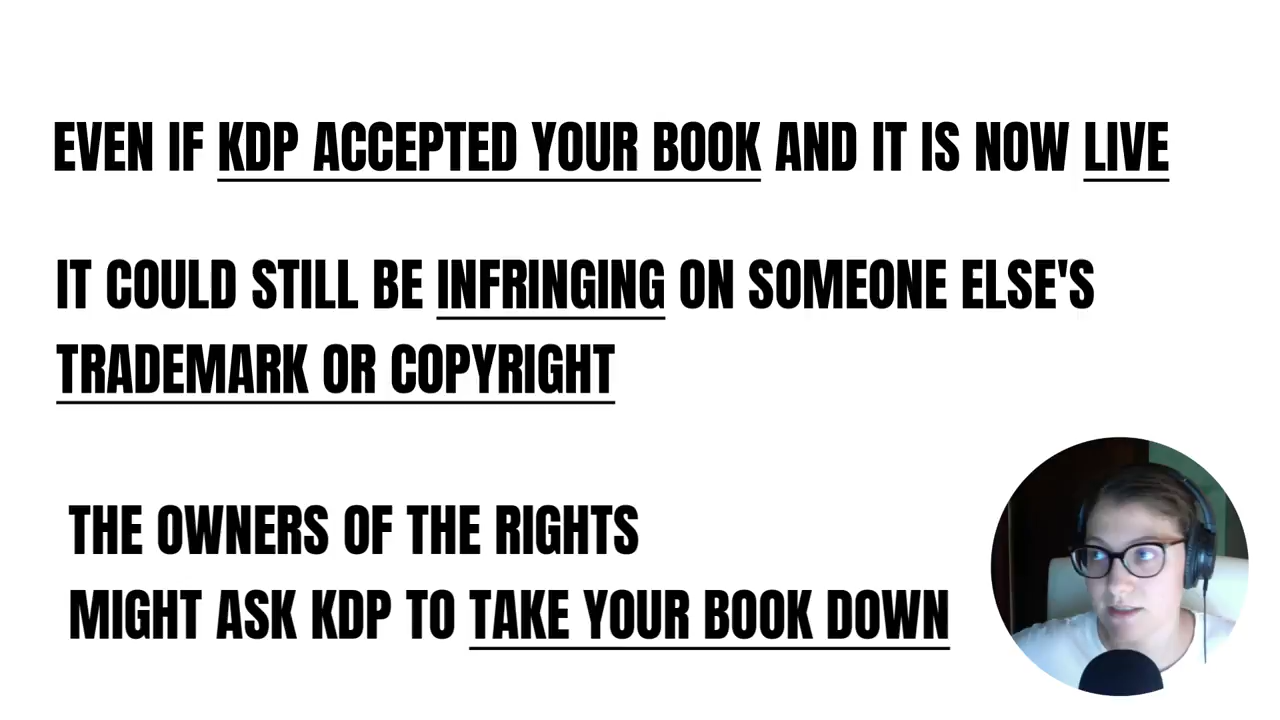 EVEN IF KDP ACCEPTED YOUR BOOK AND IT IS NOW LIVE
IT COULD STILL BE INFRINGING ON SOMEONE ELSE'S
TRADEMARK OR COPYRIGHT
THE OWNERS OF THE RIGHTS
MIGHT ASK KDP TO TAKE YOUR BOOK DOWN